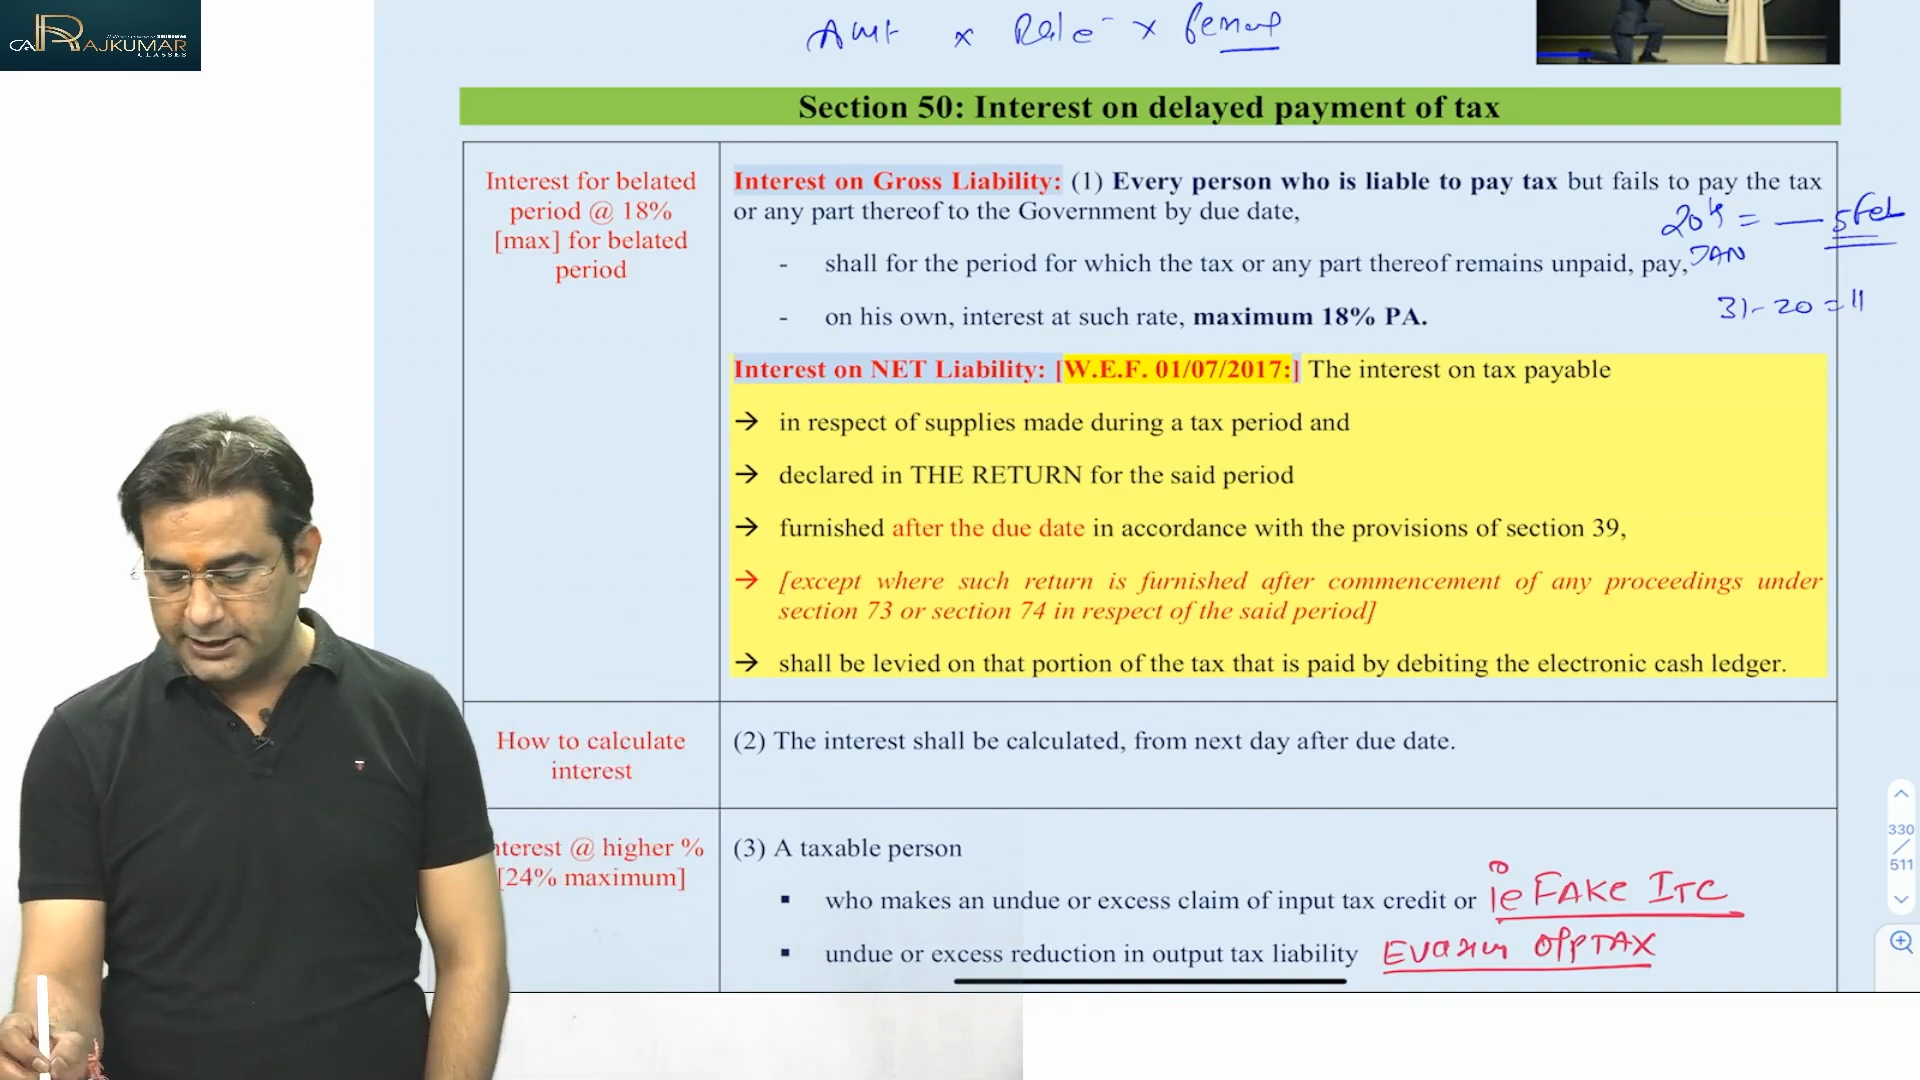 CA RAJKUMAR
CLASSES
Amt × Rate × Period
Section 50: Interest on delayed payment of tax
Interest for belated
period @ 18%
[max] for belated
period
Interest on Gross Liability: (1) Every person who is liable to pay tax but fails to pay the tax
or any part thereof to the Government by due date,
20th = — 5 Feb
JAN
- shall for the period for which the tax or any part thereof remains unpaid, pay,
31-20 = 11
- on his own, interest at such rate, maximum 18% PA.
Interest on NET Liability: [W.E.F. 01/07/2017:] The interest on tax payable
→ in respect of supplies made during a tax period and
→ declared in THE RETURN for the said period
→ furnished after the due date in accordance with the provisions of section 39,
→ [except where such return is furnished after commencement of any proceedings under
section 73 or section 74 in respect of the said period]
→ shall be levied on that portion of the tax that is paid by debiting the electronic cash ledger.
How to calculate
interest
(2) The interest shall be calculated, from next day after due date.
nterest @ higher %
[24% maximum]
(3) A taxable person
▪ who makes an undue or excess claim of input tax credit or ie FAKE ITC
▪ undue or excess reduction in output tax liability Evasion
330
/
511